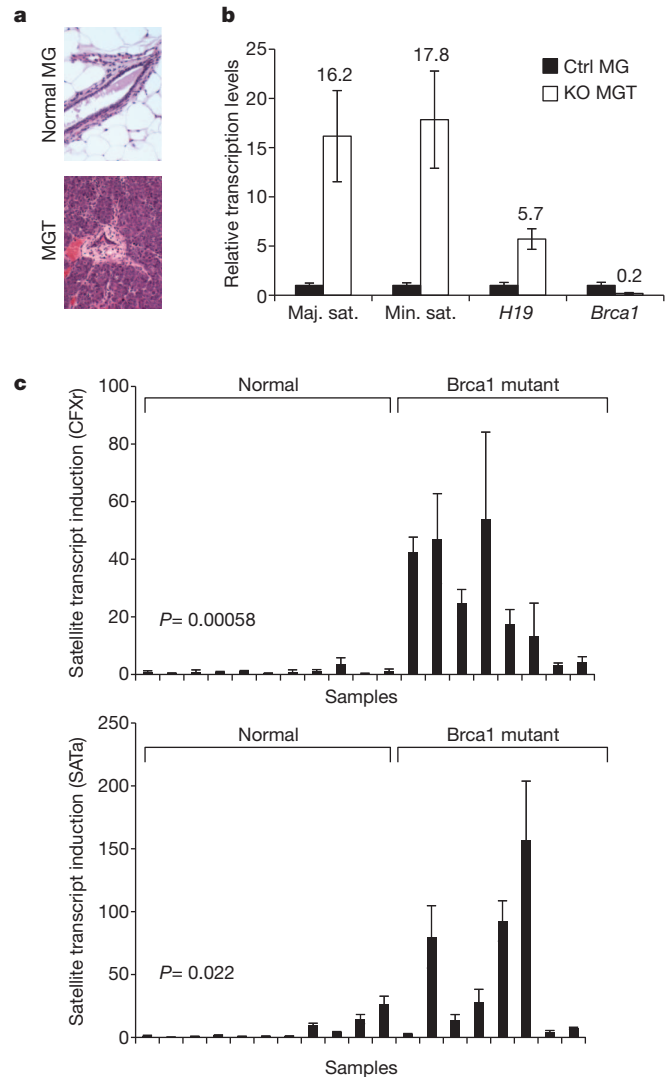 a
Normal MG
MGT
b
Relative transcription levels
25
20
15
10
5
0
16.2
17.8
5.7
0.2
Ctrl MG
KO MGT
Maj. sat.
Min. sat.
H19
Brca1
c
Satellite transcript induction (CFXr)
100
80
60
40
20
0
Normal
Brca1 mutant
P= 0.00058
Samples
Satellite transcript induction (SATa)
250
200
150
100
50
0
Normal
Brca1 mutant
P= 0.022
Samples